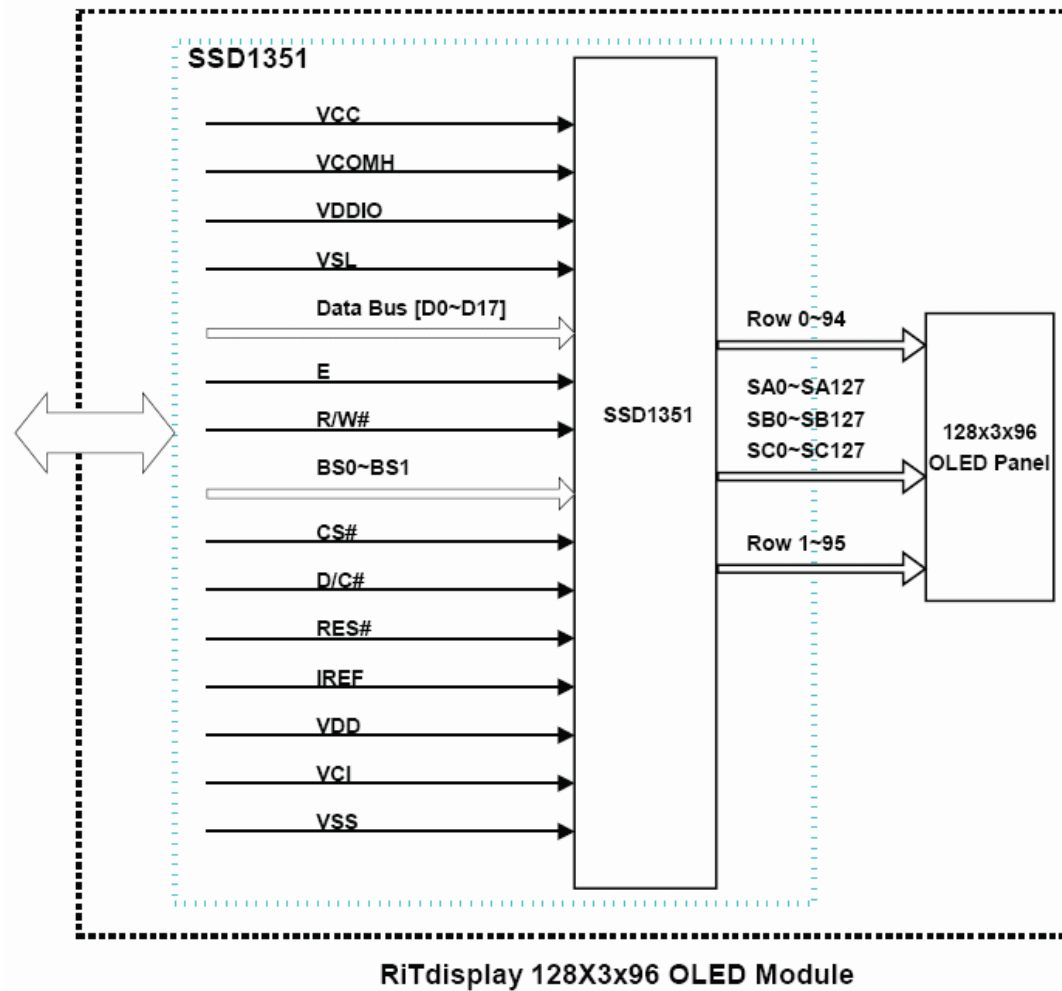 SSD1351
VCC
VCOMH
VDDIO
VSL
Data Bus [D0~D17]
E
R/W#
BS0~BS1
CS#
D/C#
RES#
IREF
VDD
VCI
VSS
SSD1351
Row 0~94
SA0~SA127
SB0~SB127
SC0~SC127
Row 1~95
128x3x96
OLED Panel
RiTdisplay 128X3x96 OLED Module